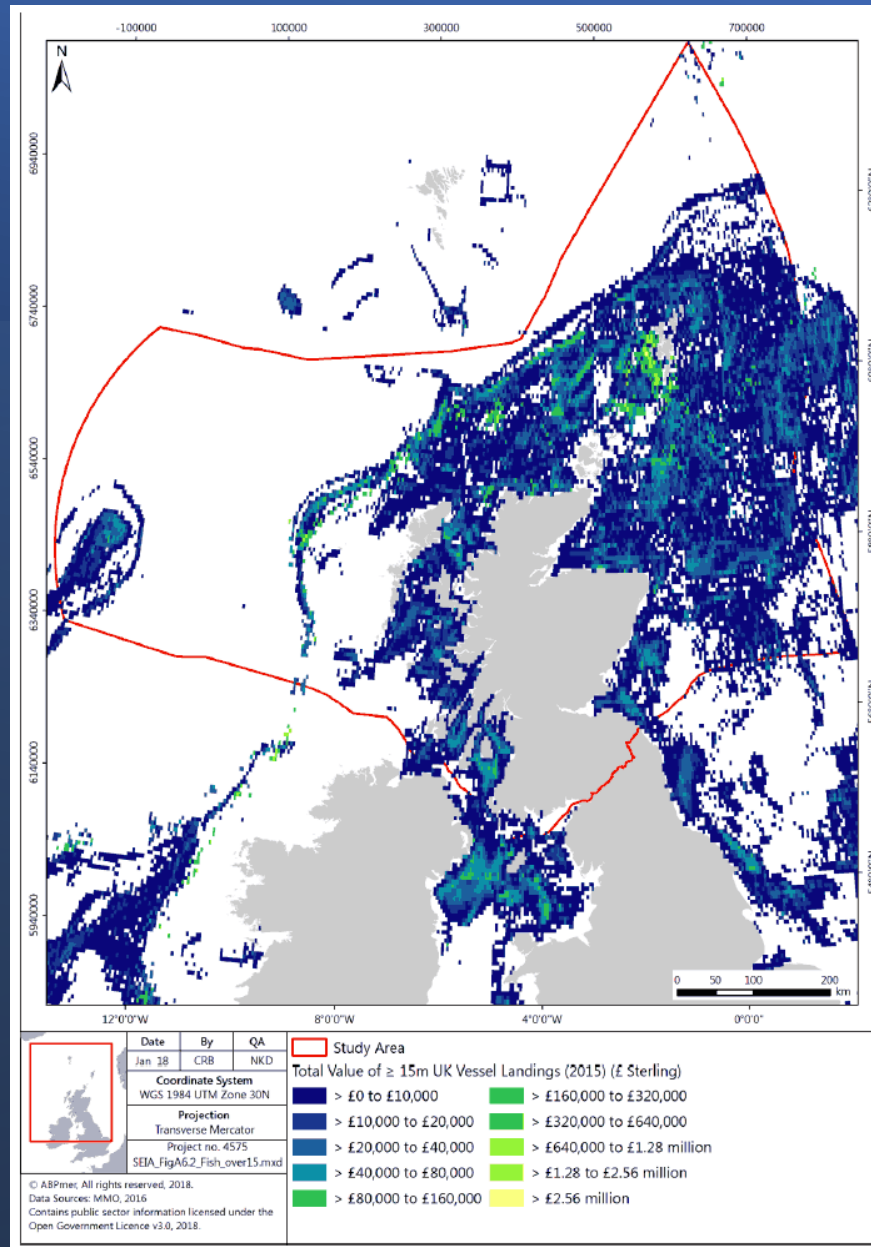 -100000 100000 300000 500000 700000
N
6940000
6740000
6540000
6340000
6140000
5940000
0 50 100 200
km
12°0'0"W 8°0'0"W 4°0'0"W 0°0'0"
Date By QA
Jan 18 CRB NKD
Coordinate System
WGS 1984 UTM Zone 30N
Projection
Transverse Mercator
Project no. 4575
SEIA_FigA6.2_Fish_over15.mxd
© ABPmer, All rights reserved, 2018.
Data Sources: MMO, 2016
Contains public sector information licensed under the
Open Government Licence v3.0, 2018.
Study Area
Total Value of ≥ 15m UK Vessel Landings (2015) (£ Sterling)
> £0 to £10,000
> £10,000 to £20,000
> £20,000 to £40,000
> £40,000 to £80,000
> £80,000 to £160,000
> £160,000 to £320,000
> £320,000 to £640,000
> £640,000 to £1.28 million
> £1.28 to £2.56 million
> £2.56 million